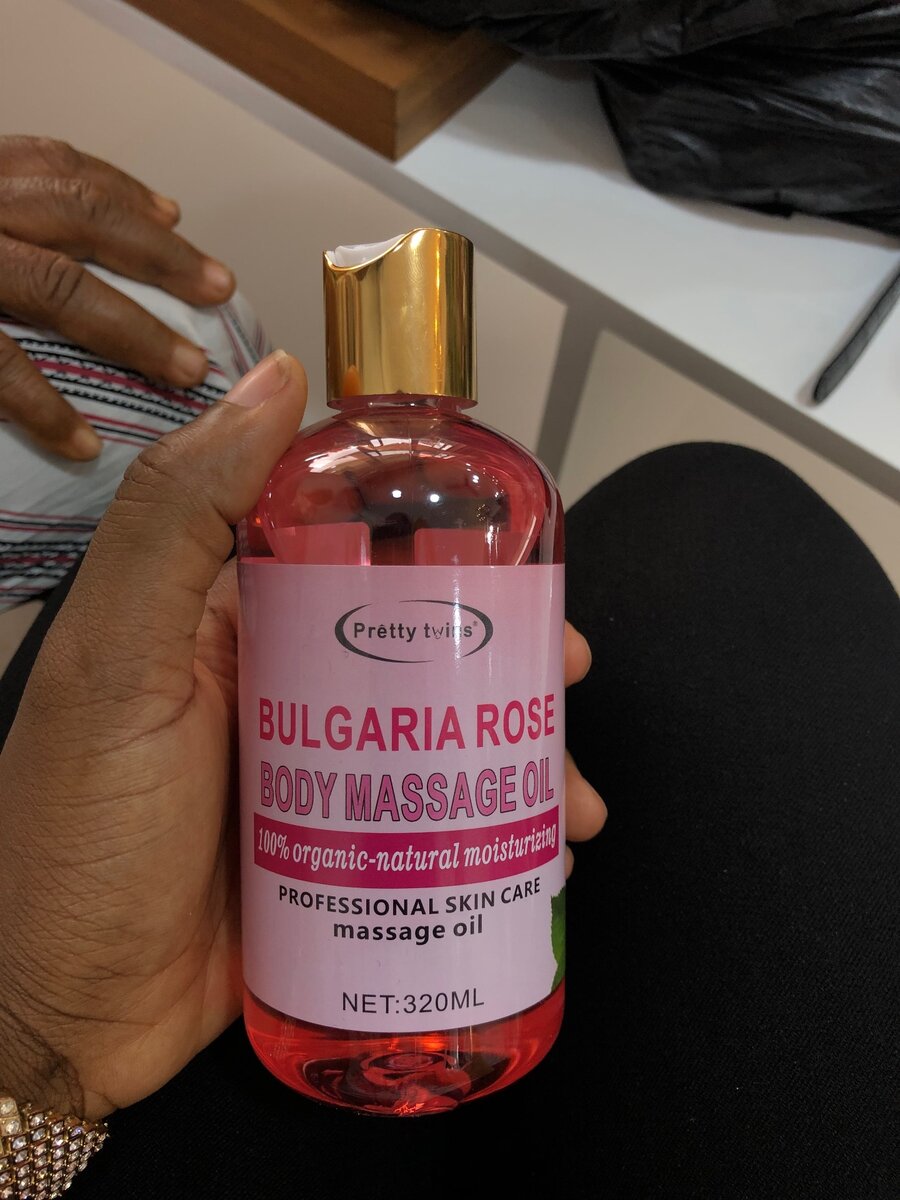 Prêtty twins®
BULGARIA ROSE
BODY MASSAGE OIL
100% organic-natural moisturizing
PROFESSIONAL SKIN CARE
massage oil
NET:320ML